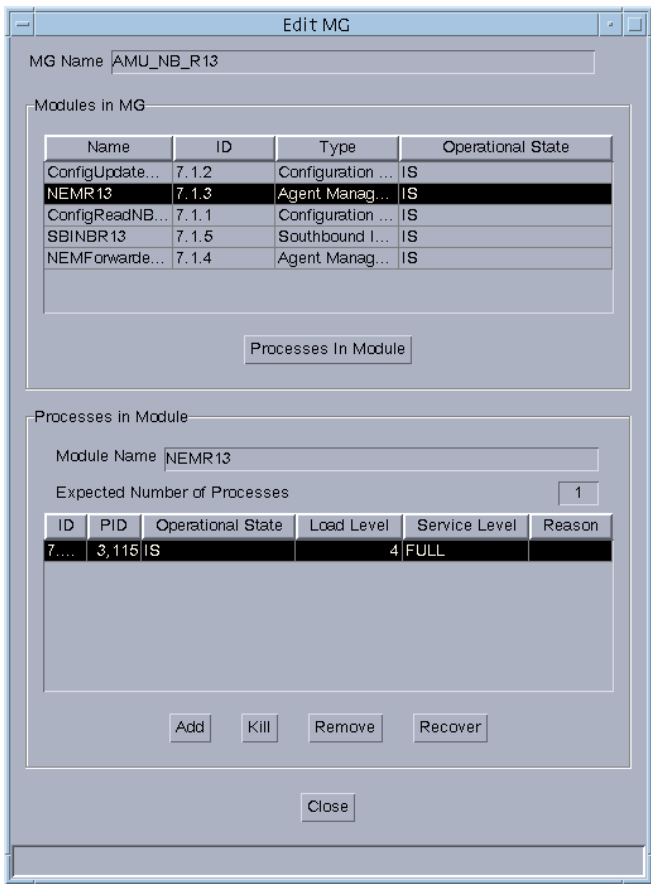 Edit MG
MG Name AMU_NB_R13
Modules in MG
Name ID Type Operational State
ConfigUpdate... 7.1.2 Configuration ... IS
NEMR13 7.1.3 Agent Manag... IS
ConfigReadNB... 7.1.1 Configuration ... IS
SBINBR13 7.1.5 Southbound I... IS
NEMForwarde... 7.1.4 Agent Manag... IS
Processes In Module
Processes in Module
Module Name NEMR13
Expected Number of Processes 1
ID PID Operational State Load Level Service Level Reason
7.... 3,115 IS 4 FULL
Add Kill Remove Recover
Close